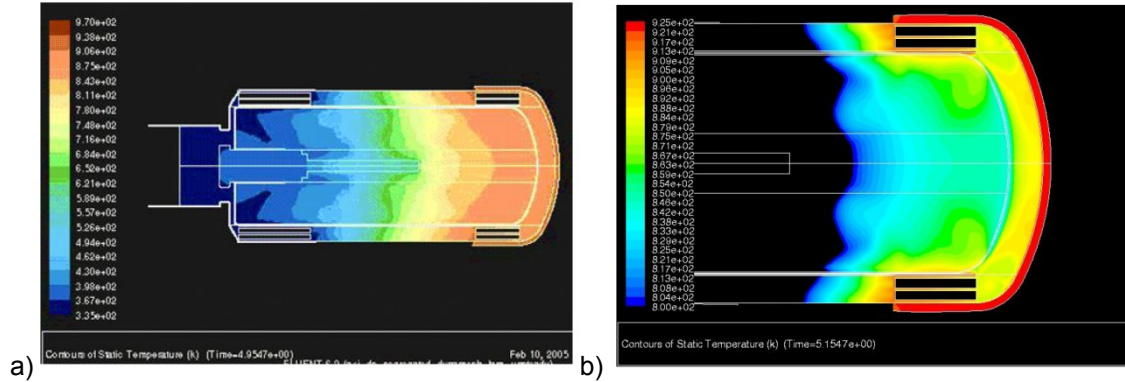 9.70e+02
9.38e+02
9.06e+02
8.75e+02
8.43e+02
8.11e+02
7.80e+02
7.48e+02
7.16e+02
6.84e+02
6.52e+02
6.21e+02
5.89e+02
5.57e+02
5.26e+02
4.94e+02
4.62e+02
4.30e+02
3.98e+02
3.67e+02
3.35e+02
Contours of Static Temperature (k) (Time=4.9547e+00)
Feb 10, 2005
a)
9.25e+02
9.21e+02
9.17e+02
9.13e+02
9.09e+02
9.05e+02
9.00e+02
8.96e+02
8.92e+02
8.88e+02
8.84e+02
8.79e+02
8.75e+02
8.71e+02
8.67e+02
8.63e+02
8.59e+02
8.54e+02
8.50e+02
8.46e+02
8.42e+02
8.38e+02
8.33e+02
8.29e+02
8.25e+02
8.21e+02
8.17e+02
8.13e+02
8.08e+02
8.04e+02
8.00e+02
Contours of Static Temperature (k) (Time=5.1547e+00)
b)